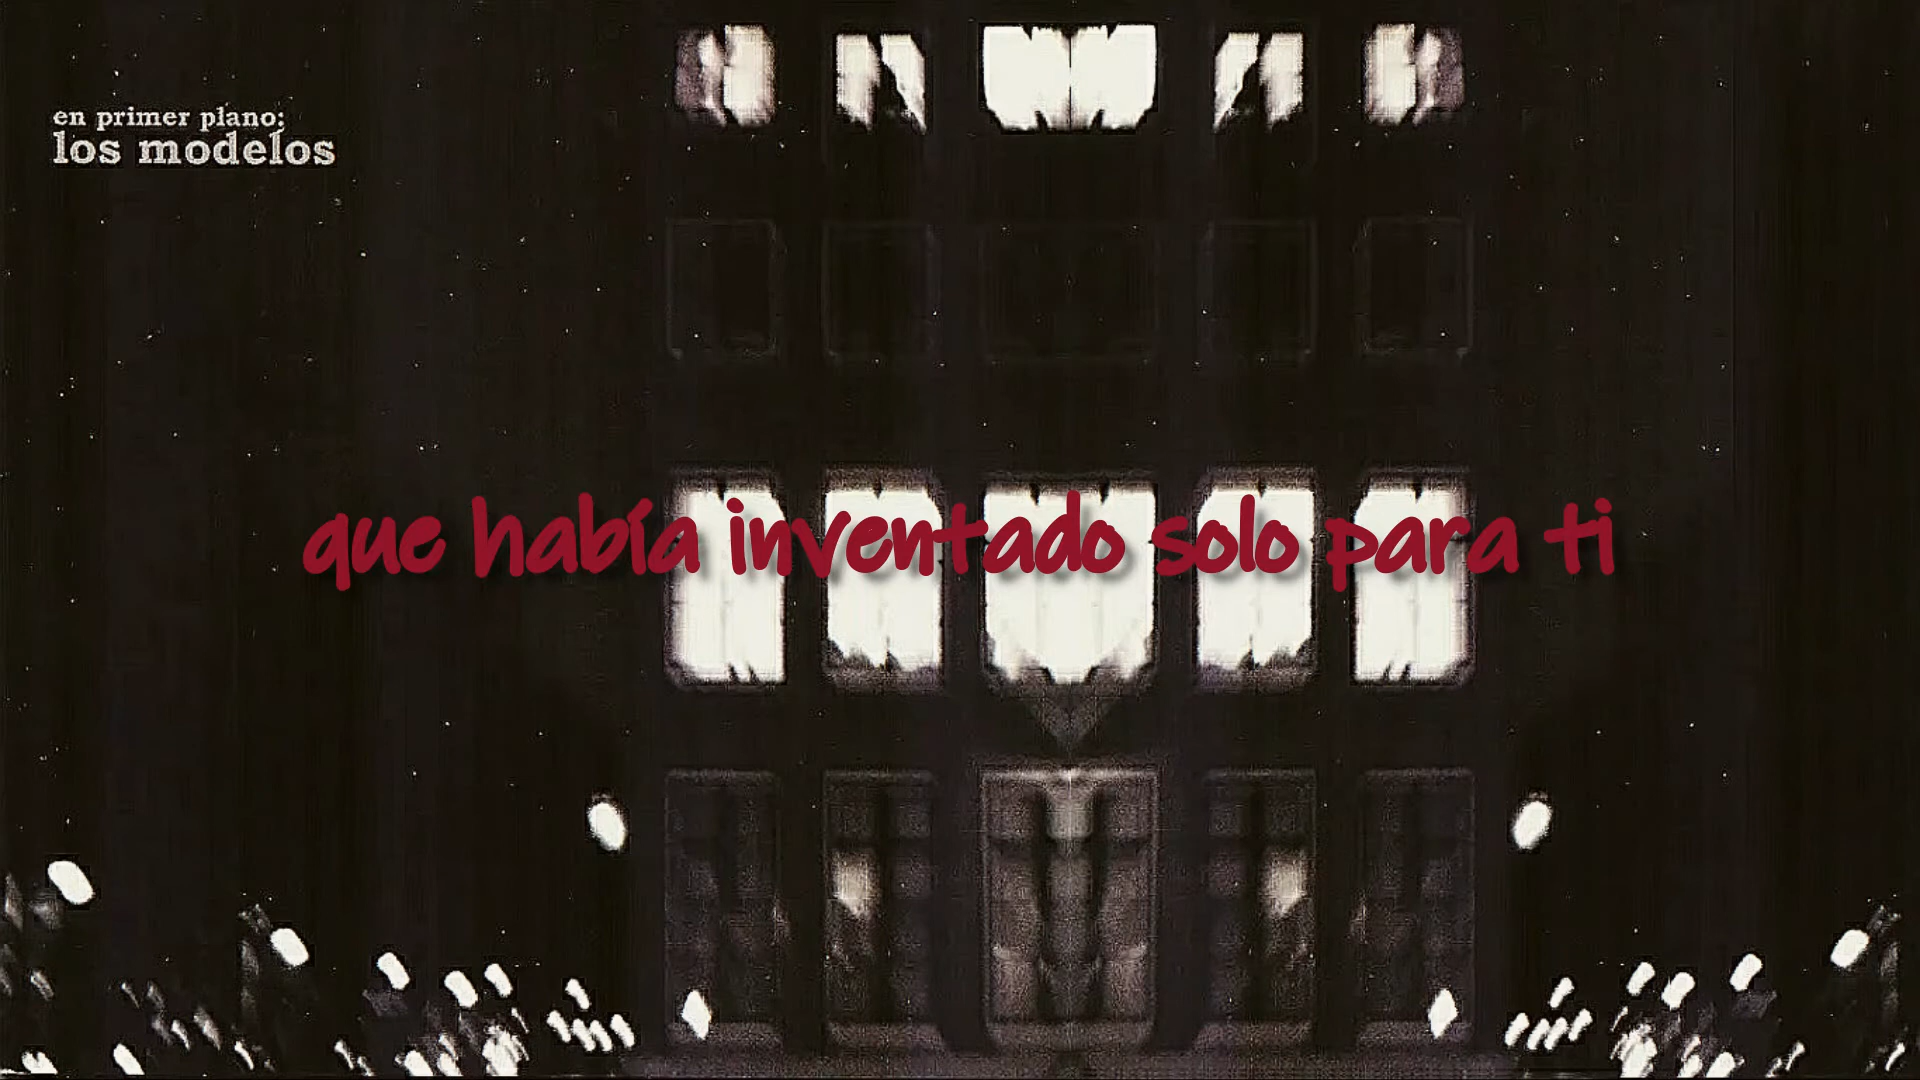 en primer plano:
los modelos
que había inventado solo para ti